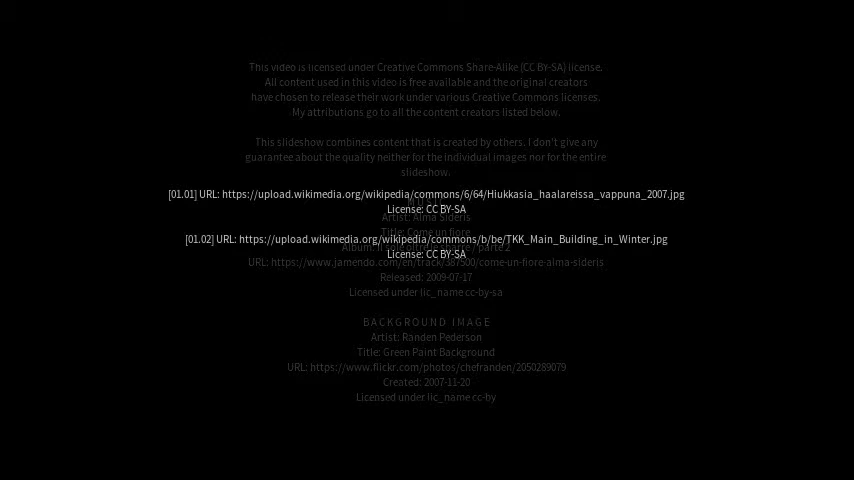 This video is licensed under Creative Commons Share-Alike (CC BY-SA) license.
All content used in this video is free available and the original creators
have chosen to release their work under various Creative Commons licenses.
My attributions go to all the content creators listed below.
This slideshow combines content that is created by others. I don't give any
guarantee about the quality neither for the individual images nor for the entire
slideshow.
[01.01] URL: https://upload.wikimedia.org/wikipedia/commons/6/64/Hiukkasia_haalareissa_vappuna_2007.jpg
License: CC BY-SA
Artist: Alma Sideris
Title: Come un fiore
[01.02] URL: https://upload.wikimedia.org/wikipedia/commons/b/be/TKK_Main_Building_in_Winter.jpg
License: CC BY-SA
URL: https://www.jamendo.com/en/track/387500/come-un-fiore-alma-sideris
Released: 2009-07-17
Licensed under lic_name cc-by-sa
BACKGROUND IMAGE
Artist: Randen Pederson
Title: Green Paint Background
URL: https://www.flickr.com/photos/chefranden/2050289079
Created: 2007-11-20
Licensed under lic_name cc-by